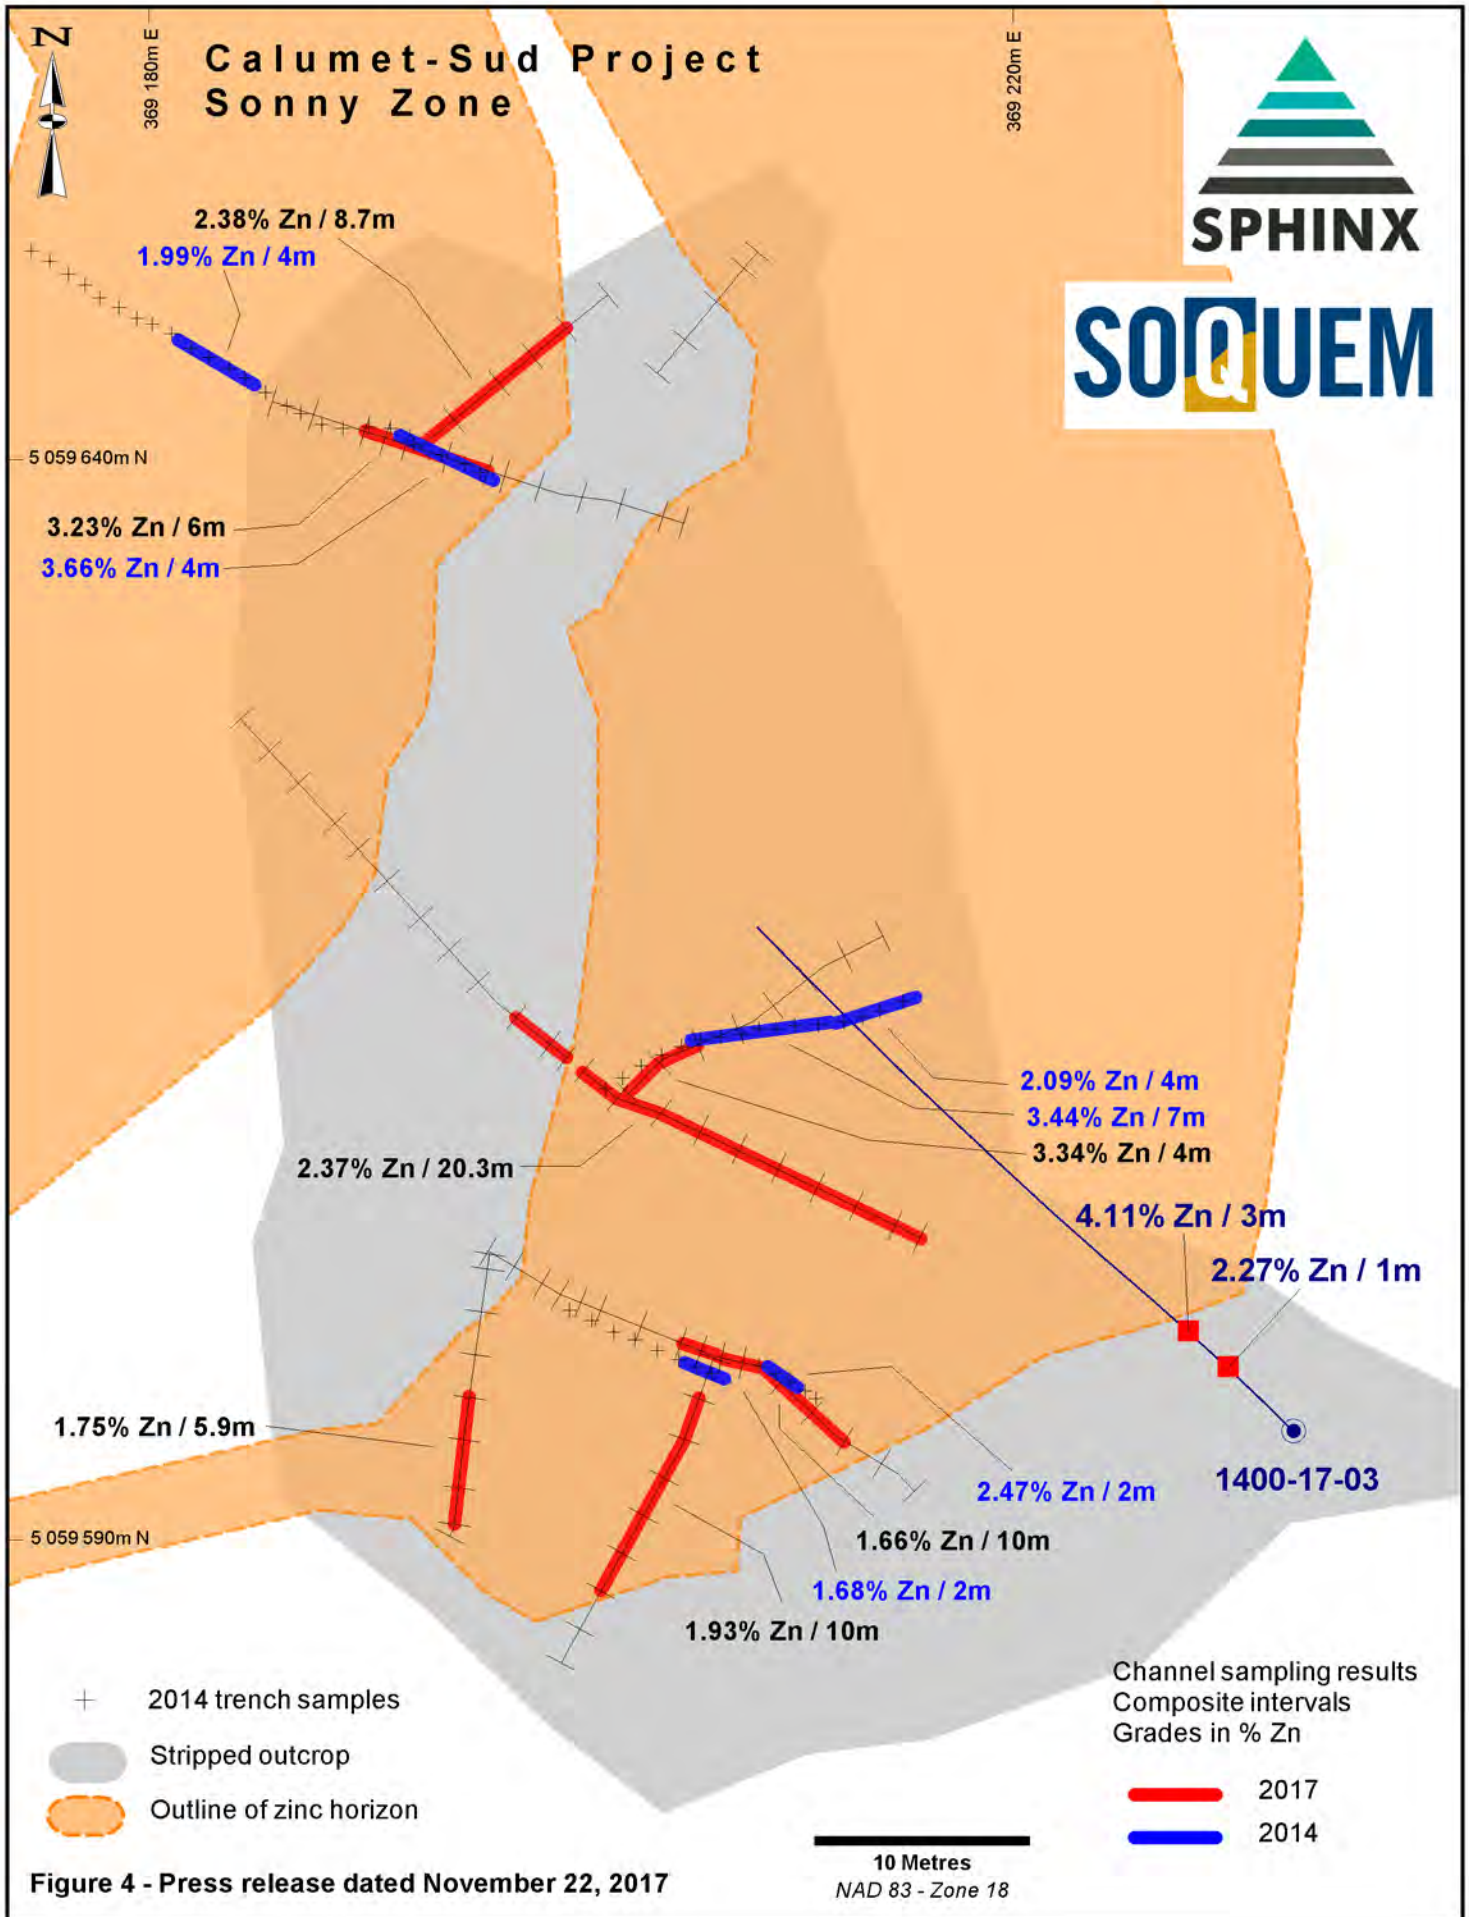 N
369 180m E
Calumet-Sud Project
Sonny Zone
369 220m E
SPHINX
SOQUEM
2.38% Zn / 8.7m
1.99% Zn / 4m
5 059 640m N
3.23% Zn / 6m
3.66% Zn / 4m
2.09% Zn / 4m
3.44% Zn / 7m
3.34% Zn / 4m
2.37% Zn / 20.3m
4.11% Zn / 3m
2.27% Zn / 1m
1.75% Zn / 5.9m
1400-17-03
2.47% Zn / 2m
5 059 590m N
1.66% Zn / 10m
1.68% Zn / 2m
1.93% Zn / 10m
2014 trench samples
Stripped outcrop
Outline of zinc horizon
Channel sampling results
Composite intervals
Grades in % Zn
2017
2014
10 Metres
NAD 83 - Zone 18
Figure 4 - Press release dated November 22, 2017